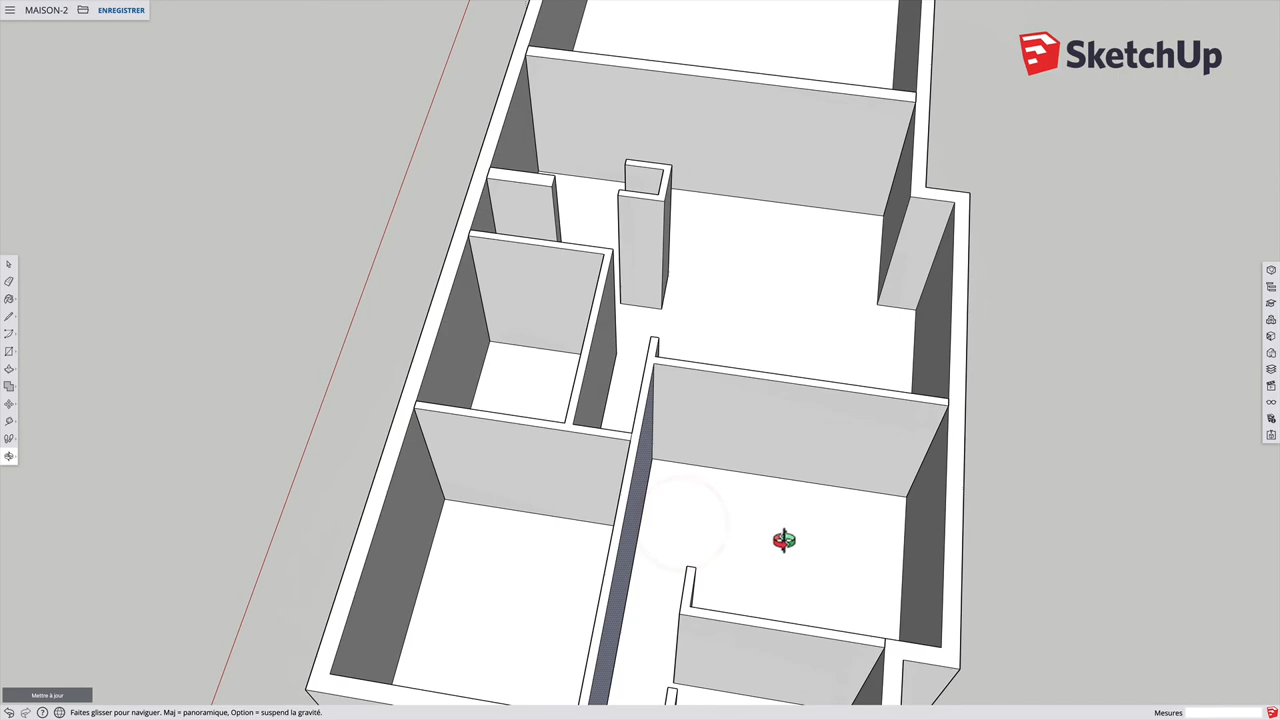 MAISON-2
ENREGISTRER
SketchUp
Mettre à jour
Faites glisser pour naviguer. Maj = panoramique, Option = suspend la gravité.
Mesures